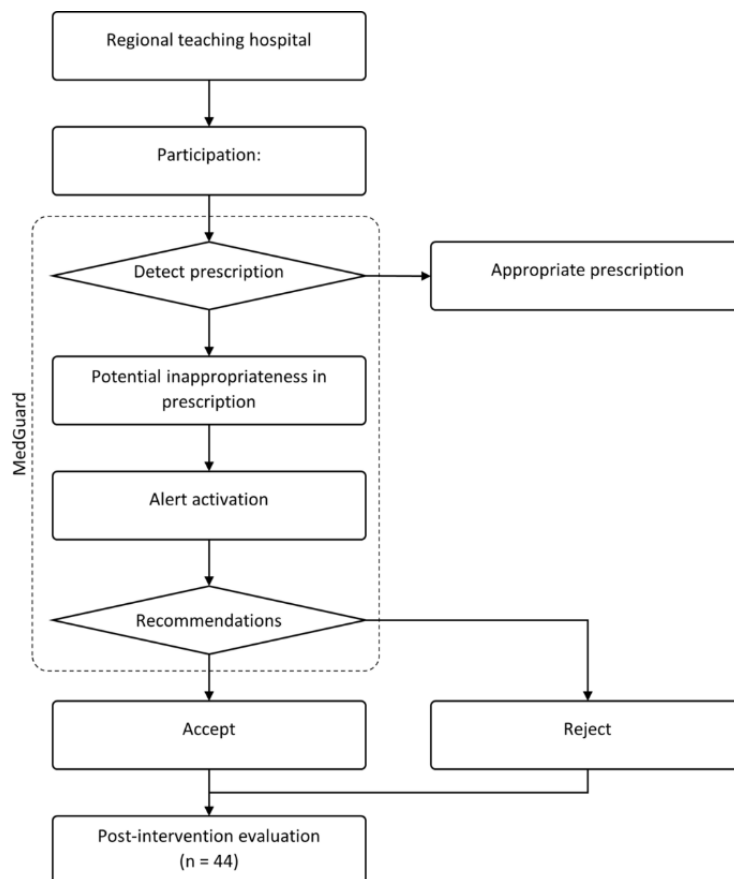 Regional teaching hospital
Participation:
Detect prescription
Appropriate prescription
Potential inappropriateness in
prescription
MedGuard
Alert activation
Recommendations
Accept
Reject
Post-intervention evaluation
(n = 44)